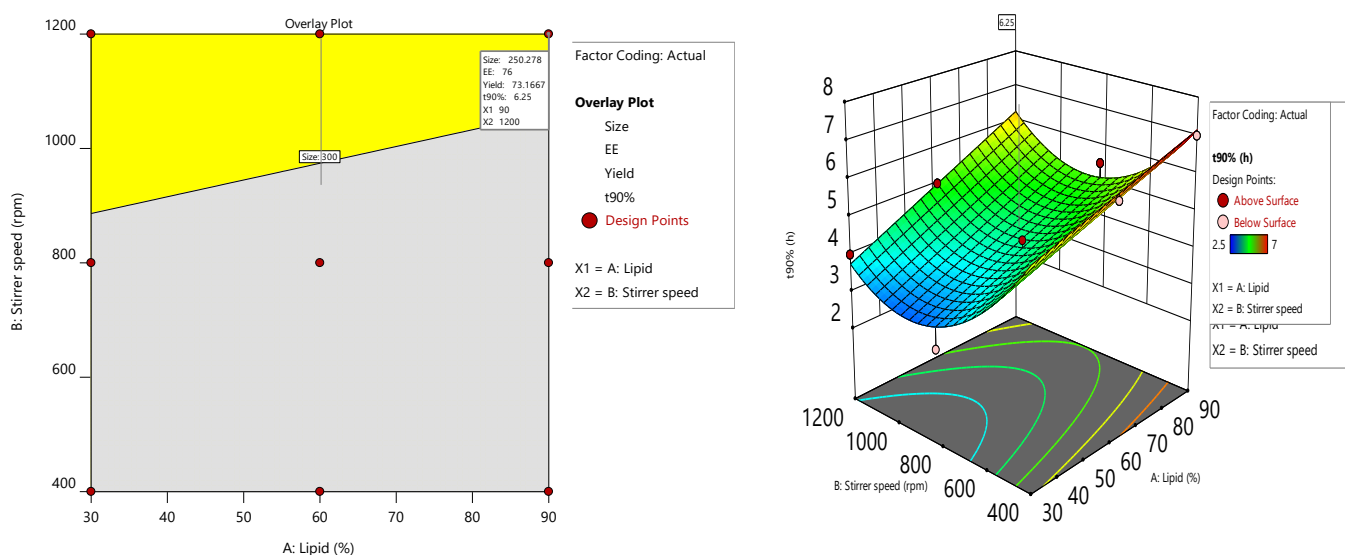 Overlay Plot
1200
1000
800
600
400
30
40
50
60
70
80
90
B: Stirrer speed (rpm)
A: Lipid (%)
Size: 300
Size: 250.278
EE: 76
Yield: 73.1667
t90%: 6.25
X1 90
X2 1200
Factor Coding: Actual
Overlay Plot
Size
EE
Yield
t90%
Design Points
X1 = A: Lipid
X2 = B: Stirrer speed
6.25
8
7
6
5
4
3
2
t90% (h)
1200
1000
800
600
400
B: Stirrer speed (rpm)
30
40
50
60
70
80
90
A: Lipid (%)
Factor Coding: Actual
t90% (h)
Design Points:
Above Surface
Below Surface
2.5 7
X1 = A: Lipid
X2 = B: Stirrer speed
X1 = A: Lipid
X2 = B: Stirrer speed